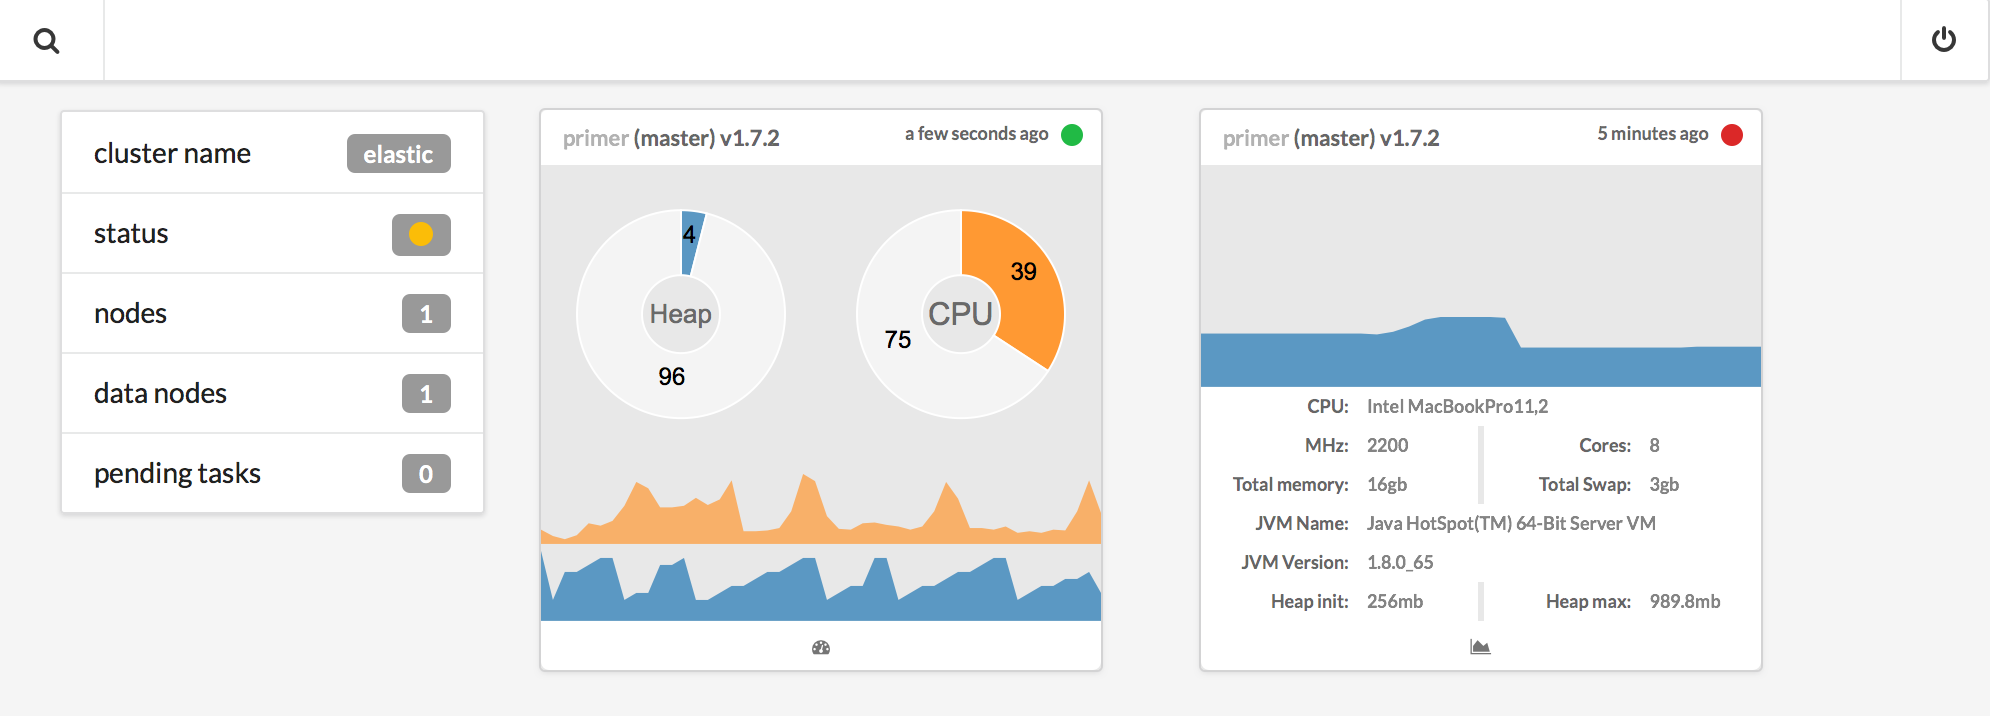 cluster name elastic
status
nodes 1
data nodes 1
pending tasks 0
primer (master) v1.7.2 a few seconds ago
4
Heap
96
39
CPU
75
primer (master) v1.7.2 5 minutes ago
CPU: Intel MacBookPro11,2
MHz: 2200 Cores: 8
Total memory: 16gb Total Swap: 3gb
JVM Name: Java HotSpot(TM) 64-Bit Server VM
JVM Version: 1.8.0_65
Heap init: 256mb Heap max: 989.8mb